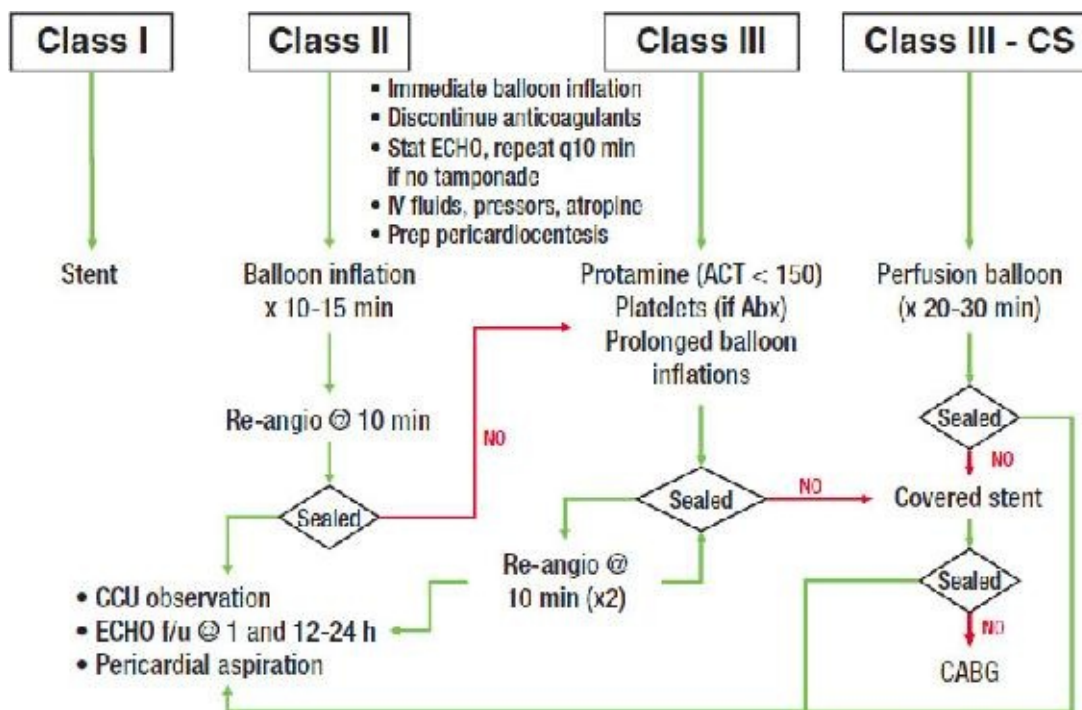 Class I
Class II
Class III
Class III - CS
• Immediate balloon inflation
• Discontinue anticoagulants
• Stat ECHO, repeat q10 min
if no tamponade
• IV fluids, pressors, atropine
• Prep pericardiocentesis
Stent
Balloon inflation
x 10-15 min
Protamine (ACT < 150)
Platelets (if Abx)
Prolonged balloon
inflations
Perfusion balloon
(x 20-30 min)
Re-angio @ 10 min
NO
Sealed
Sealed
NO
Sealed
NO
Covered stent
Re-angio @
10 min (x2)
Sealed
NO
CABG
• CCU observation
• ECHO f/u @ 1 and 12-24 h
• Pericardial aspiration